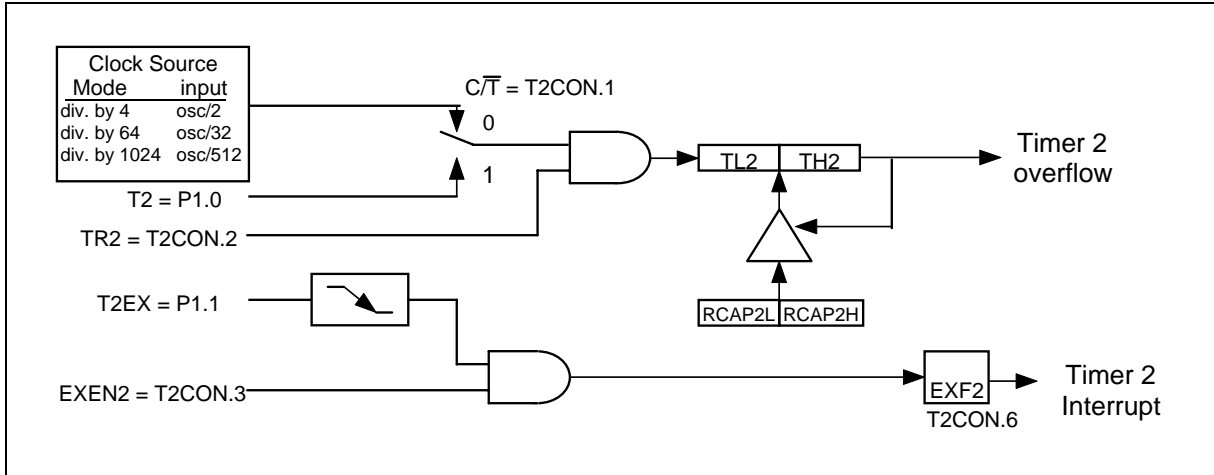 Clock Source
Mode input
div. by 4 osc/2
div. by 64 osc/32
div. by 1024 osc/512
C/T̅ = T2CON.1
0
1
T2 = P1.0
TR2 = T2CON.2
TL2 TH2
Timer 2
overflow
T2EX = P1.1
RCAP2L RCAP2H
EXEN2 = T2CON.3
EXF2
T2CON.6
Timer 2
Interrupt